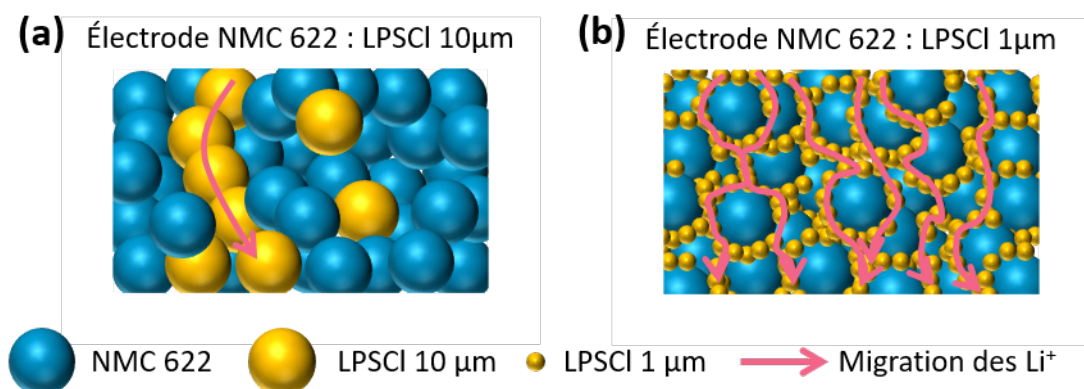 (a) Électrode NMC 622 : LPSCl 10µm
(b) Électrode NMC 622 : LPSCl 1µm
NMC 622
LPSCl 10 µm
LPSCl 1 µm
Migration des Li⁺